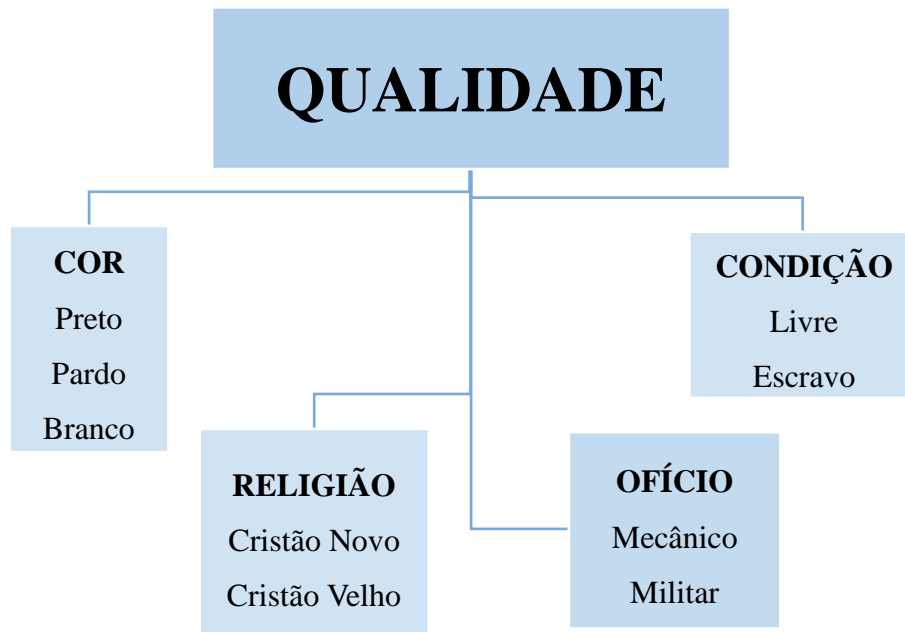 QUALIDADE
COR
Preto
Pardo
Branco
CONDIÇÃO
Livre
Escravo
RELIGIÃO
Cristão Novo
Cristão Velho
OFÍCIO
Mecânico
Militar